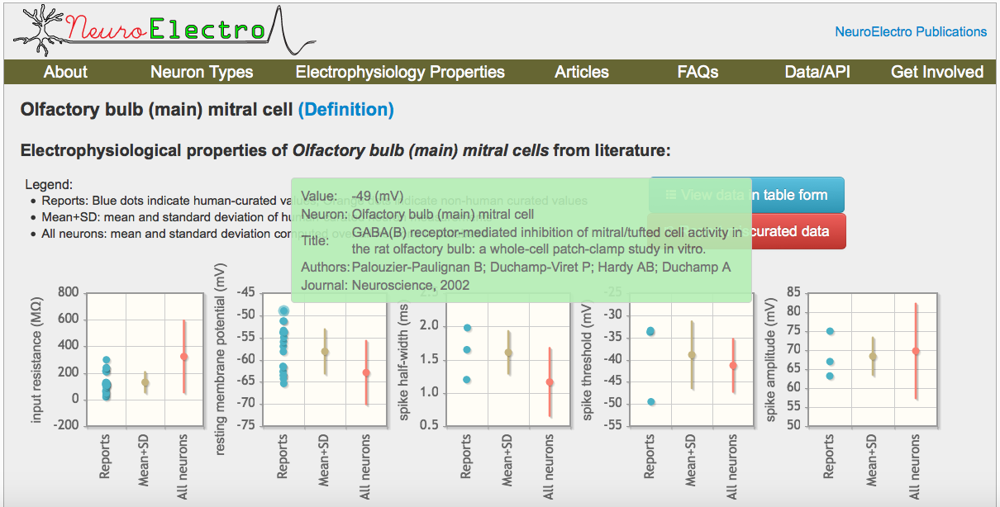 NeuroElectro
NeuroElectro Publications
About Neuron Types Electrophysiology Properties Articles FAQs Data/API Get Involved
Olfactory bulb (main) mitral cell (Definition)
Electrophysiological properties of Olfactory bulb (main) mitral cells from literature:
Legend:
Reports: Blue dots indicate human-curated values; Orange dots indicate non-human curated values
Mean+SD: mean and standard deviation of hu
All neurons: mean and standard deviation computed over
View data in table form
curated data
Value: -49 (mV)
Neuron: Olfactory bulb (main) mitral cell
Title: GABA(B) receptor-mediated inhibition of mitral/tufted cell activity in
the rat olfactory bulb: a whole-cell patch-clamp study in vitro.
Authors: Palouzier-Paulignan B; Duchamp-Viret P; Hardy AB; Duchamp A
Journal: Neuroscience, 2002
input resistance (MΩ)
800
600
400
200
0
-200
Reports Mean+SD All neurons
resting membrane potential (mV)
-45
-50
-55
-60
-65
-70
-75
Reports Mean+SD All neurons
spike half-width (ms)
2.5
2.0
1.5
1.0
0.5
Reports Mean+SD All neurons
spike threshold (mV)
-25
-30
-35
-40
-45
-50
-55
Reports Mean+SD All neurons
spike amplitude (mV)
85
80
75
70
65
60
55
50
Reports Mean+SD All neurons